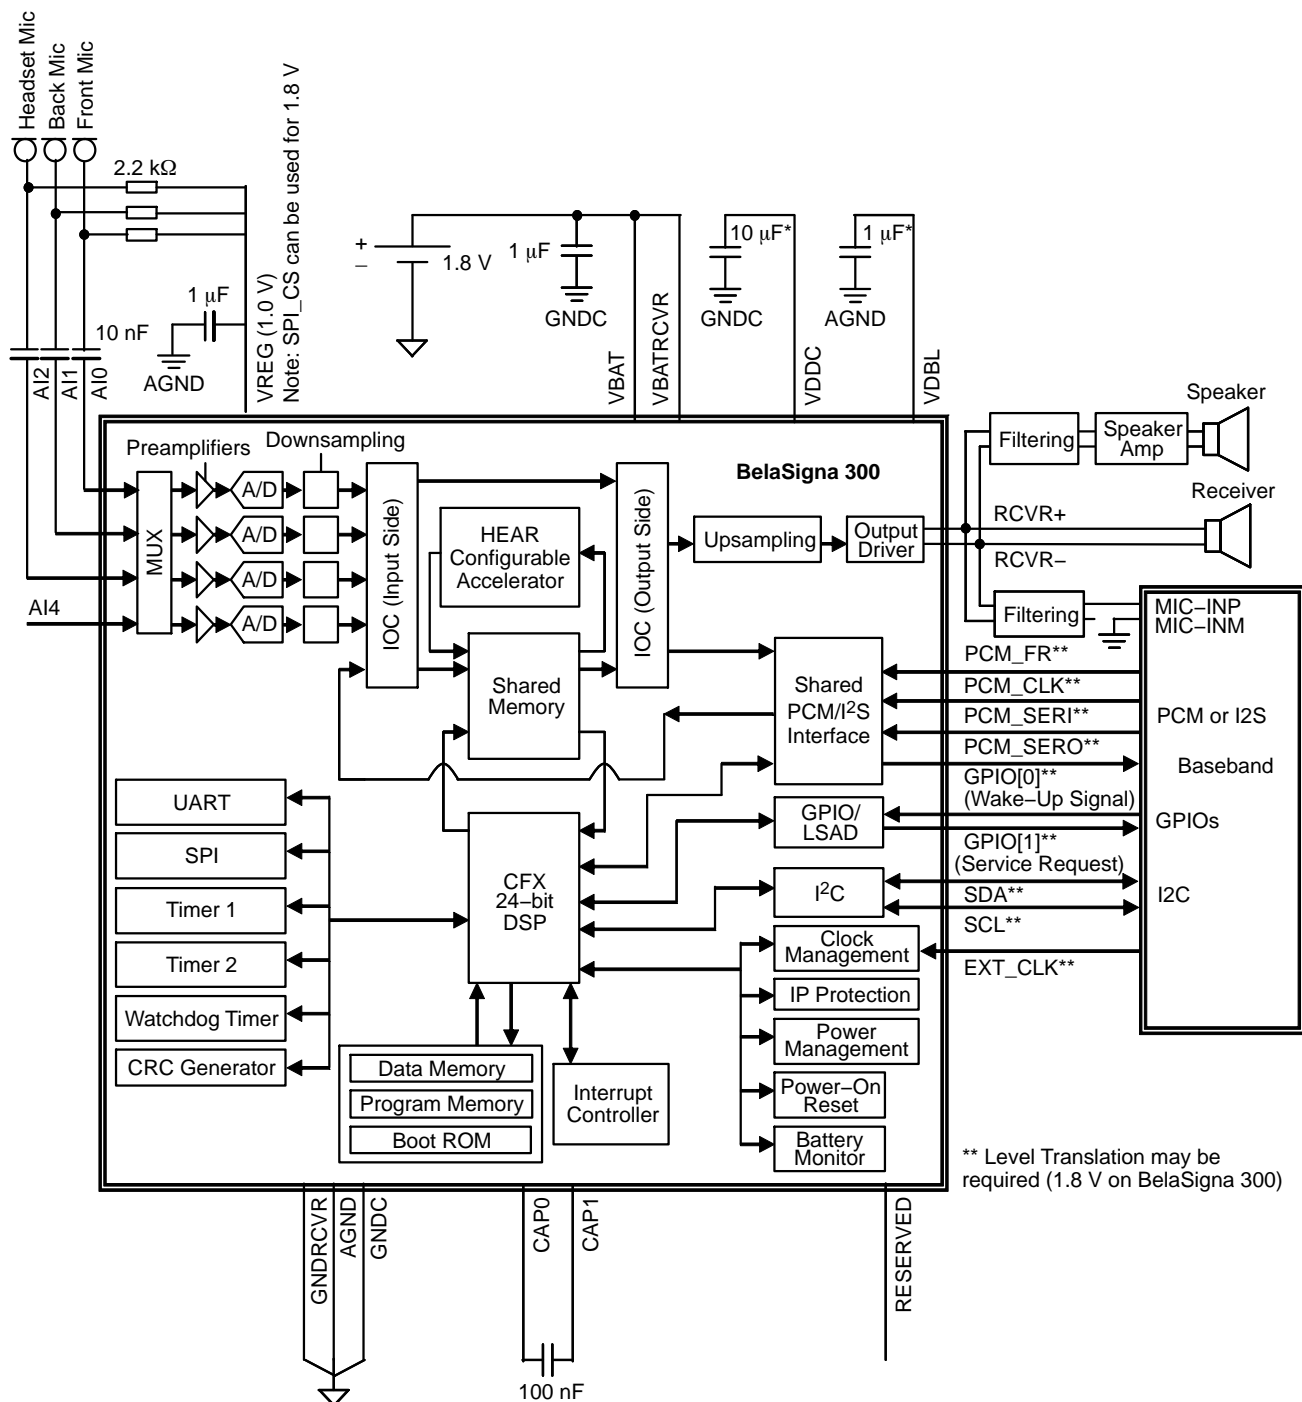 Headset Mic
Back Mic
Front Mic
2.2 kΩ
10 nF
AI2
AI1
AI0
1 μF
AGND
VREG (1.0 V)
Note: SPI_CS can be used for 1.8 V
+
−
1.8 V
1 μF
GNDC
VBAT
VBATRCVR
10 μF*
GNDC
VDDC
1 μF*
AGND
VDBL
Preamplifiers
Downsampling
BelaSigna 300
MUX
A/D
A/D
A/D
A/D
AI4
IOC (Input Side)
HEAR
Configurable
Accelerator
Shared
Memory
IOC (Output Side)
Upsampling
Output
Driver
Filtering
Speaker
Amp
Speaker
Receiver
RCVR+
RCVR−
Filtering
MIC−INP
MIC−INM
Shared
PCM/I2S
Interface
PCM_FR**
PCM_CLK**
PCM_SERI**
PCM_SERO**
PCM or I2S
Baseband
GPIO[0]**
(Wake−Up Signal)
GPIO/
LSAD
GPIOs
GPIO[1]**
(Service Request)
I2C
SDA**
SCL**
I2C
EXT_CLK**
UART
SPI
Timer 1
Timer 2
Watchdog Timer
CRC Generator
CFX
24−bit
DSP
Data Memory
Program Memory
Boot ROM
Interrupt
Controller
Clock
Management
IP Protection
Power
Management
Power−On
Reset
Battery
Monitor
** Level Translation may be
required (1.8 V on BelaSigna 300)
GNDRCVR
AGND
GNDC
CAP0
CAP1
100 nF
RESERVED